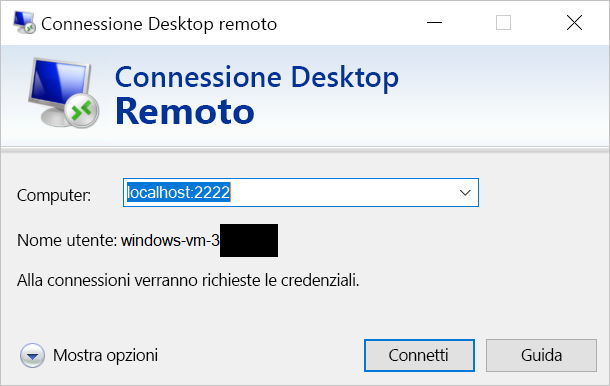 Connessione Desktop remoto
Connessione Desktop
Remoto
Computer: localhost:2222
Nome utente: windows-vm-3
Alla connessioni verranno richieste le credenziali.
Mostra opzioni Connetti Guida